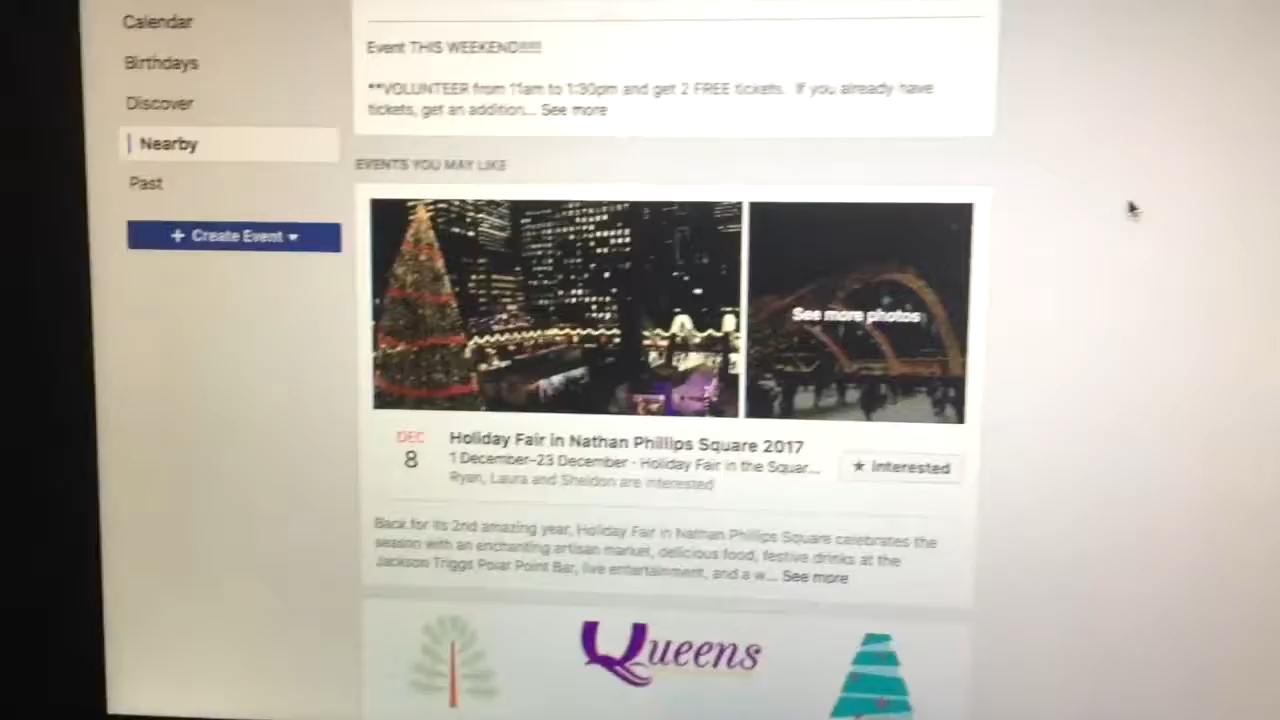 Calendar
Birthdays
Discover
Nearby
Past
+ Create Event
Event THIS WEEKEND!!!!!!
**VOLUNTEER from 11am to 1:30pm and get 2 FREE tickets. If you already have
tickets, get an addition... See more
EVENTS YOU MAY LIKE
See more photos
DEC
8
Holiday Fair in Nathan Phillips Square 2017
1 December–23 December · Holiday Fair in the Squar...
Ryan, Laura and Sheldon are interested
★ Interested
Back for its 2nd amazing year, Holiday Fair in Nathan Phillips Square celebrates the
season with an enchanting artisan market, delicious food, festive drinks at the
Jackson Triggs Polar Point Bar, live entertainment, and a w... See more
Queens